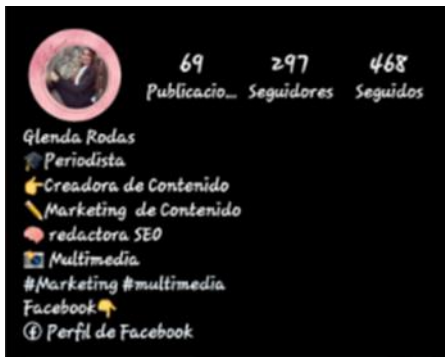 69 297 468
Publicacio... Seguidores Seguidos
Glenda Rodas
🎓Periodista
👉Creadora de Contenido
✏️Marketing de Contenido
🧠 redactora SEO
📸 Multimedia
#Marketing #multimedia
Facebook👇
Perfil de Facebook